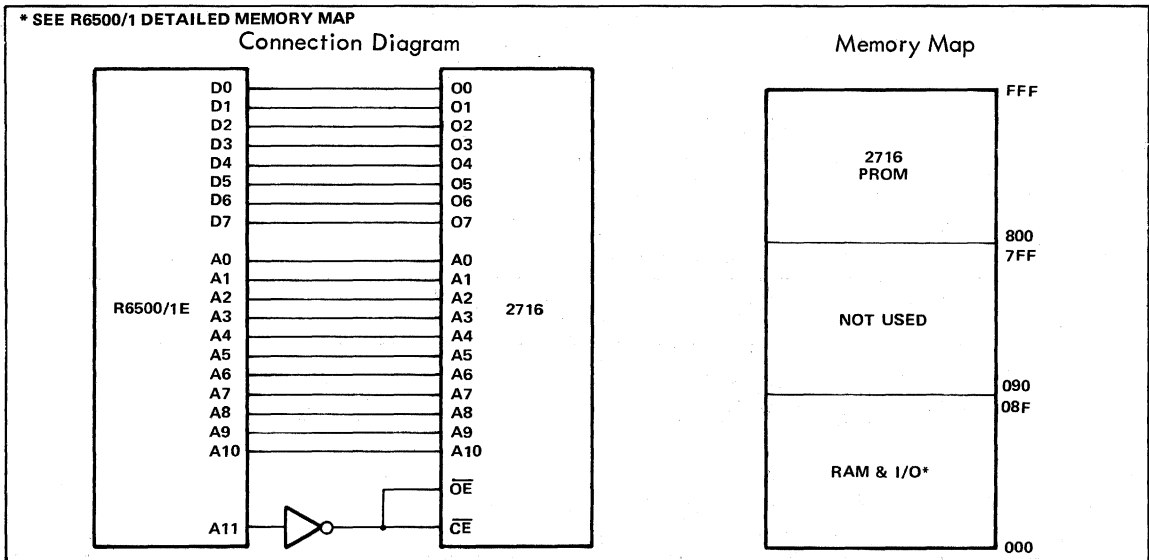 * SEE R6500/1 DETAILED MEMORY MAP
Connection Diagram
Memory Map
D0 O0
D1 O1
D2 O2
D3 O3
D4 O4
D5 O5
D6 O6
D7 O7
A0 A0
A1 A1
A2 A2
A3 A3
R6500/1E 2716
A4 A4
A5 A5
A6 A6
A7 A7
A8 A8
A9 A9
A10 A10
OE
A11 CE
FFF
2716
PROM
800
7FF
NOT USED
090
08F
RAM & I/O*
000